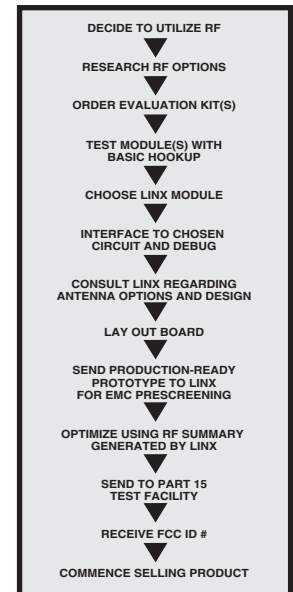 DECIDE TO UTILIZE RF
RESEARCH RF OPTIONS
ORDER EVALUATION KIT(S)
TEST MODULE(S) WITH
BASIC HOOKUP
CHOOSE LINX MODULE
INTERFACE TO CHOSEN
CIRCUIT AND DEBUG
CONSULT LINX REGARDING
ANTENNA OPTIONS AND DESIGN
LAY OUT BOARD
SEND PRODUCTION-READY
PROTOTYPE TO LINX
FOR EMC PRESCREENING
OPTIMIZE USING RF SUMMARY
GENERATED BY LINX
SEND TO PART 15
TEST FACILITY
RECEIVE FCC ID #
COMMENCE SELLING PRODUCT